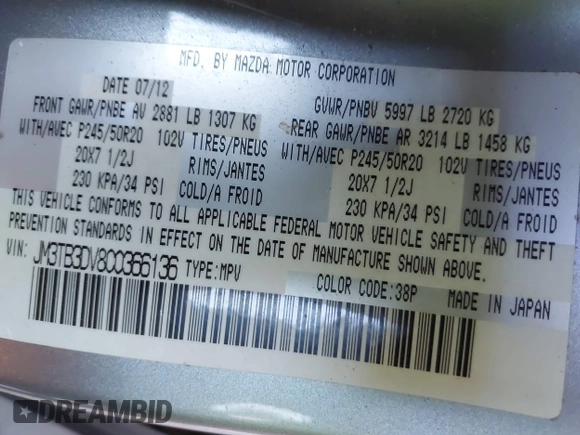 MFD. BY MAZDA MOTOR CORPORATION
DATE 07/12
GVWR/PNBV 5997 LB 2720 KG
FRONT GAWR/PNBE AV 2881 LB 1307 KG
REAR GAWR/PNBE AR 3214 LB 1458 KG
WITH/AVEC P245/50R20 102V TIRES/PNEUS
WITH/AVEC P245/50R20 102V TIRES/PNEUS
20X7 1/2J RIMS/JANTES
20X7 1/2J RIMS/JANTES
230 KPA/34 PSI COLD/A FROID
230 KPA/34 PSI COLD/A FROID
THIS VEHICLE CONFORMS TO ALL APPLICABLE FEDERAL MOTOR VEHICLE SAFETY AND THEFT
PREVENTION STANDARDS IN EFFECT ON THE DATE OF MANUFACTURE SHOWN ABOVE.
VIN: JM3TB3DV8C0366136 TYPE:MPV
COLOR CODE:38P MADE IN JAPAN
DREAMBID